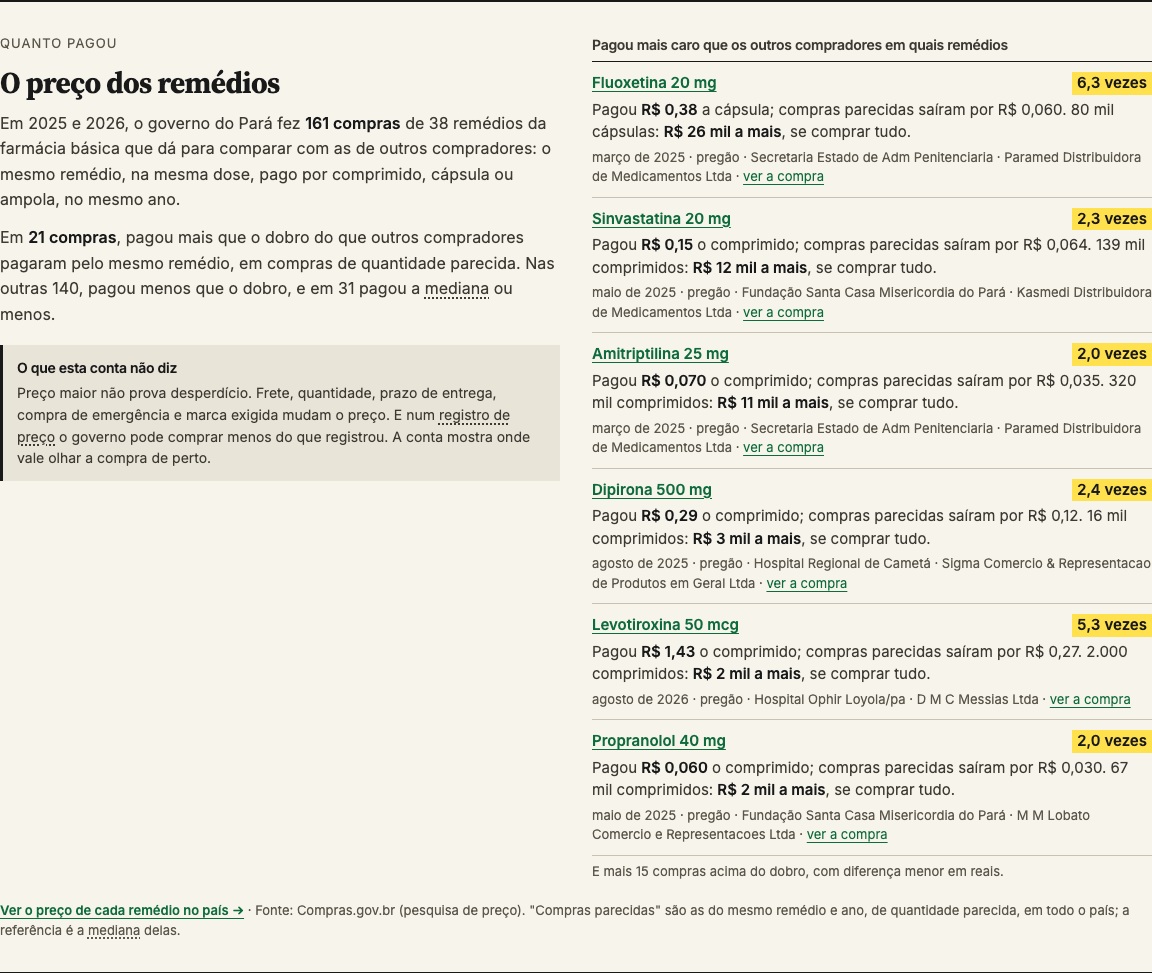 QUANTO PAGOU
O preço dos remédios
Em 2025 e 2026, o governo do Pará fez 161 compras de 38 remédios da
farmácia básica que dá para comparar com as de outros compradores: o
mesmo remédio, na mesma dose, pago por comprimido, cápsula ou
ampola, no mesmo ano.
Em 21 compras, pagou mais que o dobro do que outros compradores
pagaram pelo mesmo remédio, em compras de quantidade parecida. Nas
outras 140, pagou menos que o dobro, e em 31 pagou a mediana ou
menos.
O que esta conta não diz
Preço maior não prova desperdício. Frete, quantidade, prazo de entrega,
compra de emergência e marca exigida mudam o preço. E num registro de
preço o governo pode comprar menos do que registrou. A conta mostra onde
vale olhar a compra de perto.
Pagou mais caro que os outros compradores em quais remédios
Fluoxetina 20 mg 6,3 vezes
Pagou R$ 0,38 a cápsula; compras parecidas saíram por R$ 0,060. 80 mil
cápsulas: R$ 26 mil a mais, se comprar tudo.
março de 2025 · pregão · Secretaria Estado de Adm Penitenciaria · Paramed Distribuidora
de Medicamentos Ltda · ver a compra
Sinvastatina 20 mg 2,3 vezes
Pagou R$ 0,15 o comprimido; compras parecidas saíram por R$ 0,064. 139 mil
comprimidos: R$ 12 mil a mais, se comprar tudo.
maio de 2025 · pregão · Fundação Santa Casa Misericordia do Pará · Kasmedi Distribuidora
de Medicamentos Ltda · ver a compra
Amitriptilina 25 mg 2,0 vezes
Pagou R$ 0,070 o comprimido; compras parecidas saíram por R$ 0,035. 320
mil comprimidos: R$ 11 mil a mais, se comprar tudo.
março de 2025 · pregão · Secretaria Estado de Adm Penitenciaria · Paramed Distribuidora
de Medicamentos Ltda · ver a compra
Dipirona 500 mg 2,4 vezes
Pagou R$ 0,29 o comprimido; compras parecidas saíram por R$ 0,12. 16 mil
comprimidos: R$ 3 mil a mais, se comprar tudo.
agosto de 2025 · pregão · Hospital Regional de Cametá · Sigma Comercio & Representacao
de Produtos em Geral Ltda · ver a compra
Levotiroxina 50 mcg 5,3 vezes
Pagou R$ 1,43 o comprimido; compras parecidas saíram por R$ 0,27. 2.000
comprimidos: R$ 2 mil a mais, se comprar tudo.
agosto de 2026 · pregão · Hospital Ophir Loyola/pa · D M C Messias Ltda · ver a compra
Propranolol 40 mg 2,0 vezes
Pagou R$ 0,060 o comprimido; compras parecidas saíram por R$ 0,030. 67
mil comprimidos: R$ 2 mil a mais, se comprar tudo.
maio de 2025 · pregão · Fundação Santa Casa Misericordia do Pará · M M Lobato
Comercio e Representacoes Ltda · ver a compra
E mais 15 compras acima do dobro, com diferença menor em reais.
Ver o preço de cada remédio no país → · Fonte: Compras.gov.br (pesquisa de preço). "Compras parecidas" são as do mesmo remédio e ano, de quantidade parecida, em todo o país; a
referência é a mediana delas.